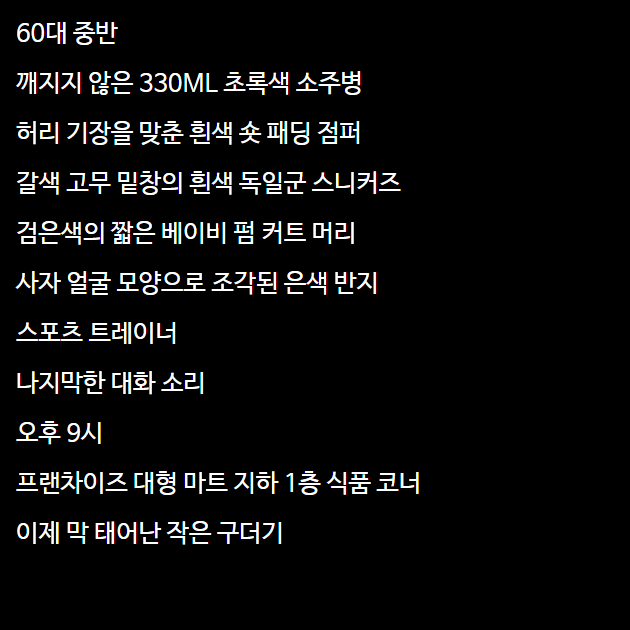 60대 중반
깨지지 않은 330ML 초록색 소주병
허리 기장을 맞춘 흰색 숏 패딩 점퍼
갈색 고무 밑창의 흰색 독일군 스니커즈
검은색의 짧은 베이비 펌 커트 머리
사자 얼굴 모양으로 조각된 은색 반지
스포츠 트레이너
나지막한 대화 소리
오후 9시
프랜차이즈 대형 마트 지하 1층 식품 코너
이제 막 태어난 작은 구더기